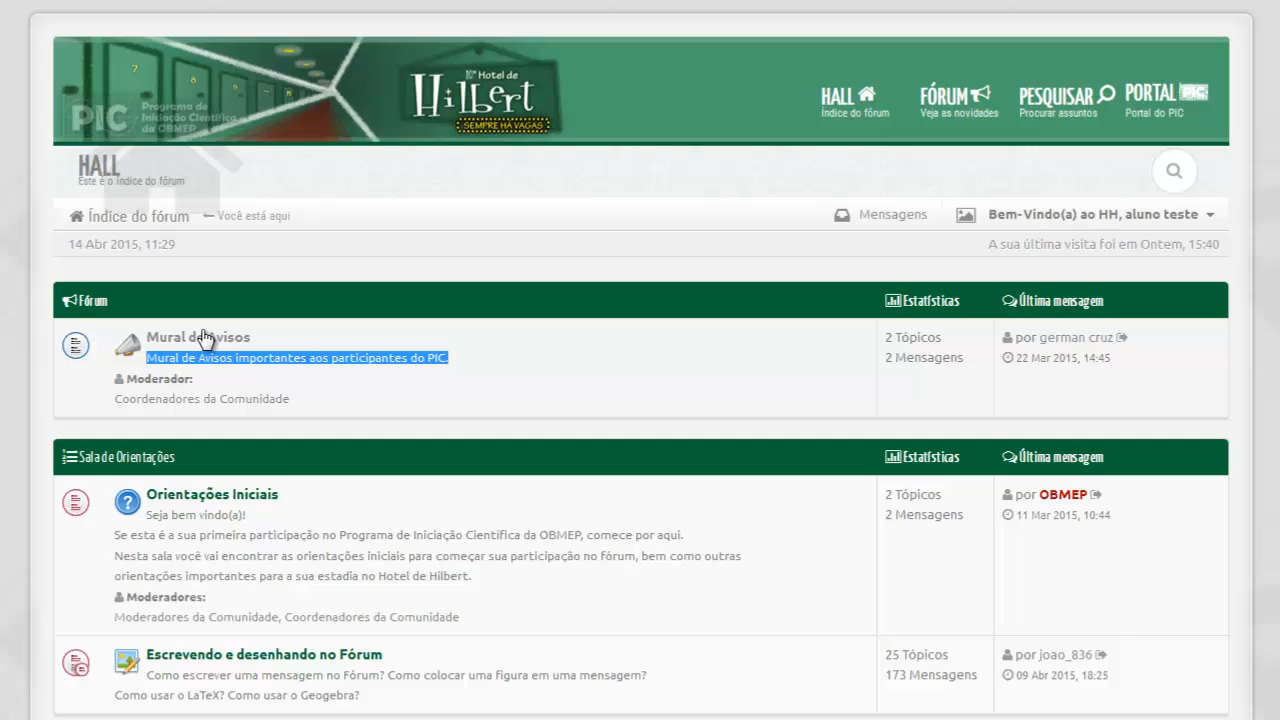 7
8
9
10º Hotel de
Hilbert
SEMPRE HÁ VAGAS
PIC
Programa de
Iniciação Científica
da OBMEP
HALL
Índice do fórum
FÓRUM
Veja as novidades
PESQUISAR
Procurar assuntos
PORTAL PIC
Portal do PIC
HALL
Este é o índice do fórum
Índice do fórum
Você está aqui
Mensagens
Bem-Vindo(a) ao HH, aluno teste
14 Abr 2015, 11:29
A sua última visita foi em Ontem, 15:40
Fórum
Estatísticas
Última mensagem
Mural de Avisos
Mural de Avisos importantes aos participantes do PIC.
Moderador:
Coordenadores da Comunidade
2 Tópicos
2 Mensagens
por german cruz
22 Mar 2015, 14:45
Sala de Orientações
Estatísticas
Última mensagem
Orientações Iniciais
Seja bem vindo(a)!
Se esta é a sua primeira participação no Programa de Iniciação Científica da OBMEP, comece por aqui.
Nesta sala você vai encontrar as orientações iniciais para começar sua participação no fórum, bem como outras
orientações importantes para a sua estadia no Hotel de Hilbert.
Moderadores:
Moderadores da Comunidade, Coordenadores da Comunidade
2 Tópicos
2 Mensagens
por OBMEP
11 Mar 2015, 10:44
Escrevendo e desenhando no Fórum
Como escrever uma mensagem no Fórum? Como colocar uma figura em uma mensagem?
Como usar o LaTeX? Como usar o Geogebra?
25 Tópicos
173 Mensagens
por joao_836
09 Abr 2015, 18:25